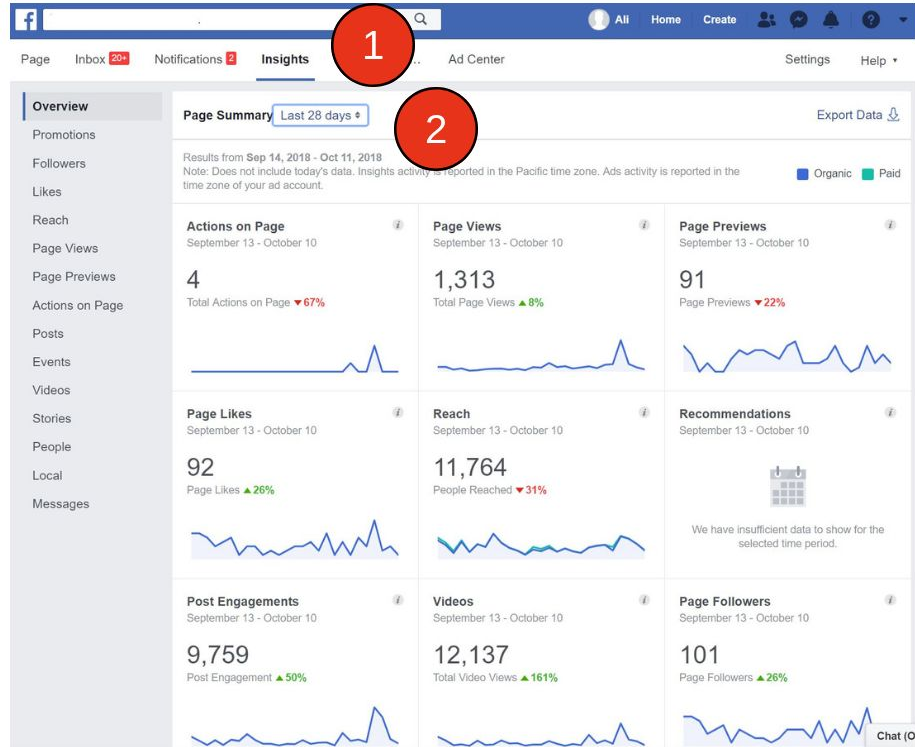 f
Ali Home Create ?
1
Page Inbox 20+ Notifications 2 Insights .. Ad Center Settings Help
2
Overview
Promotions
Followers
Likes
Reach
Page Views
Page Previews
Actions on Page
Posts
Events
Videos
Stories
People
Local
Messages
Page Summary Last 28 days Export Data
Results from Sep 14, 2018 - Oct 11, 2018
Note: Does not include today's data. Insights activity is reported in the Pacific time zone. Ads activity is reported in the
time zone of your ad account.
Organic Paid
Actions on Page i
September 13 - October 10
4
Total Actions on Page ▼67%
Page Views i
September 13 - October 10
1,313
Total Page Views ▲8%
Page Previews i
September 13 - October 10
91
Page Previews ▼22%
Page Likes i
September 13 - October 10
92
Page Likes ▲26%
Reach i
September 13 - October 10
11,764
People Reached ▼31%
Recommendations i
September 13 - October 10
We have insufficient data to show for the
selected time period.
Post Engagements i
September 13 - October 10
9,759
Post Engagement ▲50%
Videos i
September 13 - October 10
12,137
Total Video Views ▲161%
Page Followers i
September 13 - October 10
101
Page Followers ▲26%
Chat (O